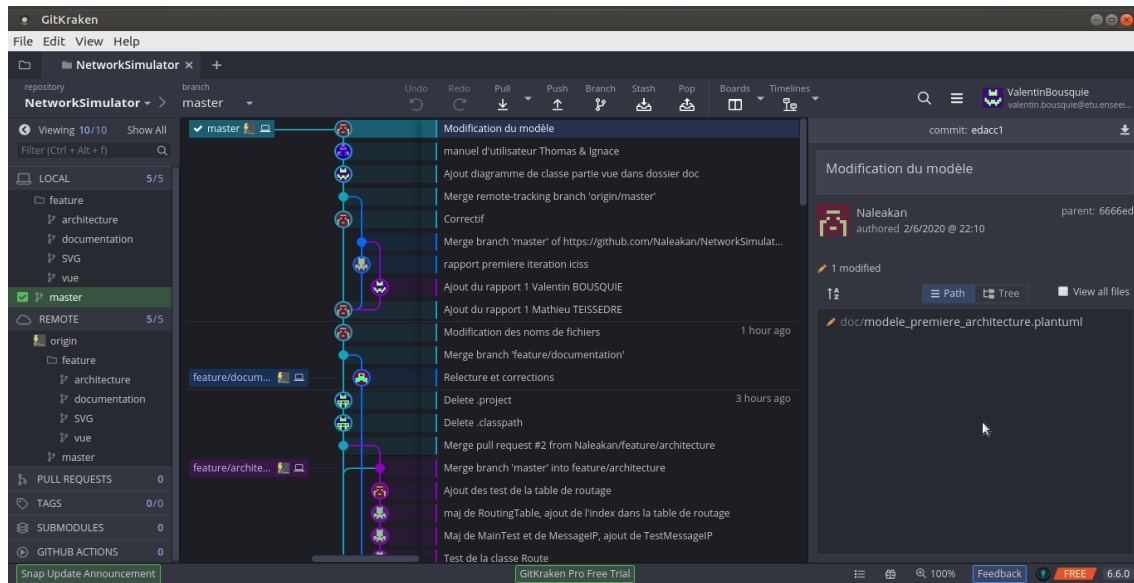 GitKraken
File Edit View Help
NetworkSimulator × +
repository
NetworkSimulator
branch
master
Undo Redo Pull Push Branch Stash Pop Boards Timelines
ValentinBousquie
valentin.bousquie@etu.enseei...
Viewing 10/10 Show All
Filter (Ctrl + Alt + f)
LOCAL 5/5
feature
architecture
documentation
SVG
vue
master
REMOTE 5/5
origin
feature
architecture
documentation
SVG
vue
master
PULL REQUESTS 0
TAGS 0/0
SUBMODULES 0
GITHUB ACTIONS 0
master Modification du modèle
manuel d'utilisateur Thomas & Ignace
Ajout diagramme de classe partie vue dans dossier doc
Merge remote-tracking branch 'origin/master'
Correctif
Merge branch 'master' of https://github.com/Naleakan/NetworkSimulat...
rapport premiere iteration iciss
Ajout du rapport 1 Valentin BOUSQUIE
Ajout du rapport 1 Mathieu TEISSEDRE
Modification des noms de fichiers 1 hour ago
Merge branch 'feature/documentation'
feature/docum... Relecture et corrections
Delete .project 3 hours ago
Delete .classpath
Merge pull request #2 from Naleakan/feature/architecture
feature/archite... Merge branch 'master' into feature/architecture
Ajout des test de la table de routage
maj de RoutingTable, ajout de l'index dans la table de routage
Maj de MainTest et de MessageIP, ajout de TestMessageIP
Test de la classe Route
commit: edacc1
Modification du modèle
Naleakan parent: 6666ed
authored 2/6/2020 @ 22:10
1 modified
Path Tree View all files
doc/modele_premiere_architecture.plantuml
Snap Update Announcement GitKraken Pro Free Trial 100% Feedback FREE 6.6.0